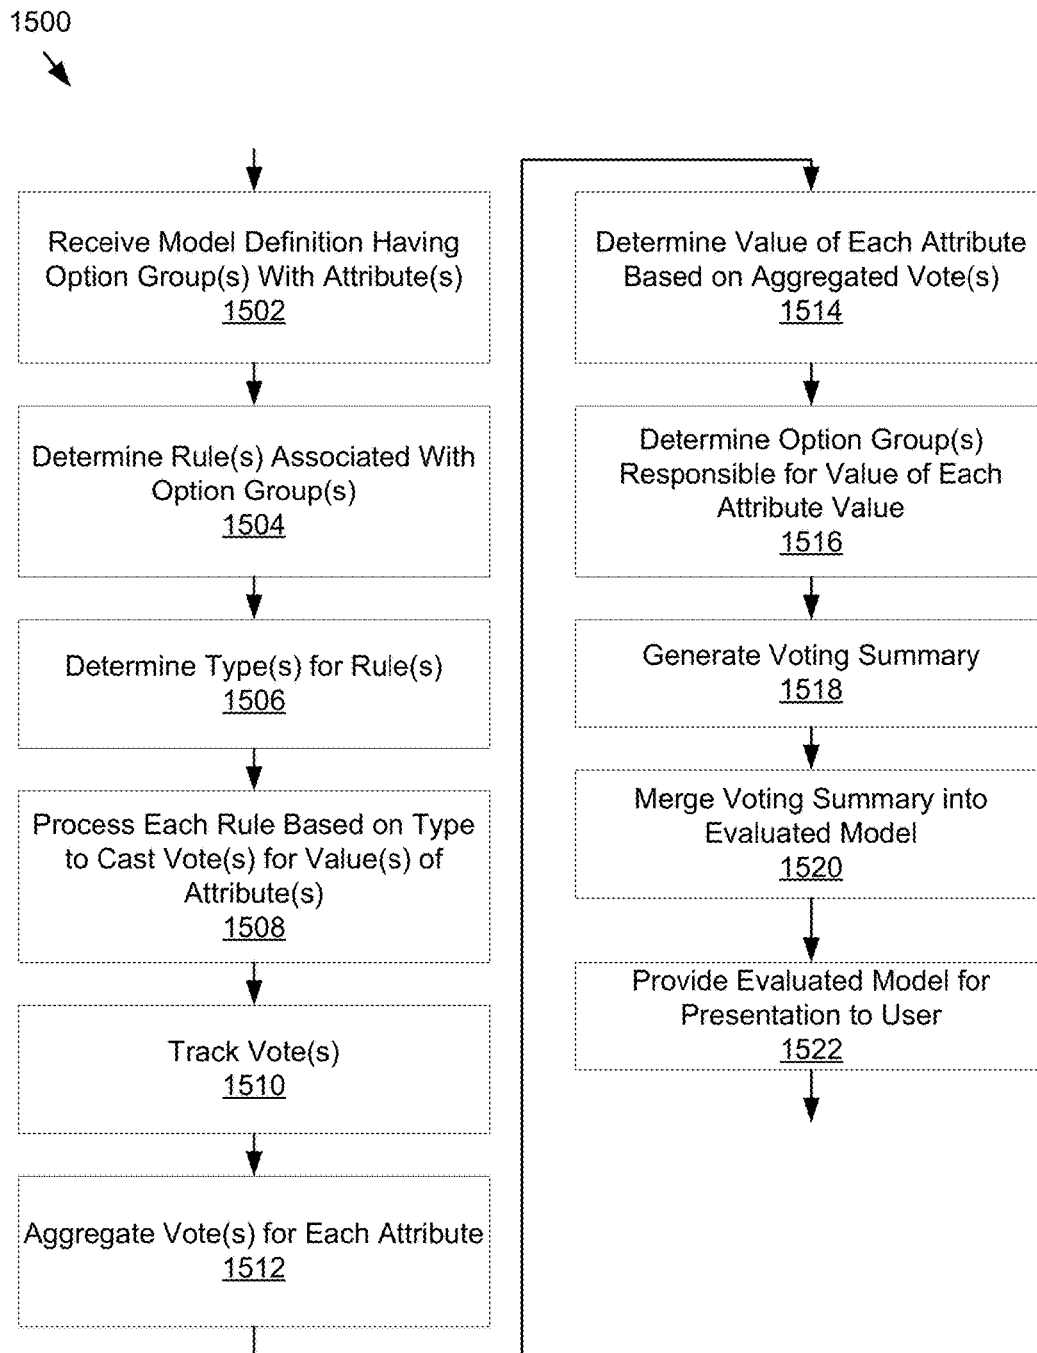 1500
Receive Model Definition Having
Option Group(s) With Attribute(s)
1502
Determine Rule(s) Associated With
Option Group(s)
1504
Determine Type(s) for Rule(s)
1506
Process Each Rule Based on Type
to Cast Vote(s) for Value(s) of
Attribute(s)
1508
Track Vote(s)
1510
Aggregate Vote(s) for Each Attribute
1512
Determine Value of Each Attribute
Based on Aggregated Vote(s)
1514
Determine Option Group(s)
Responsible for Value of Each
Attribute Value
1516
Generate Voting Summary
1518
Merge Voting Summary into
Evaluated Model
1520
Provide Evaluated Model for
Presentation to User
1522